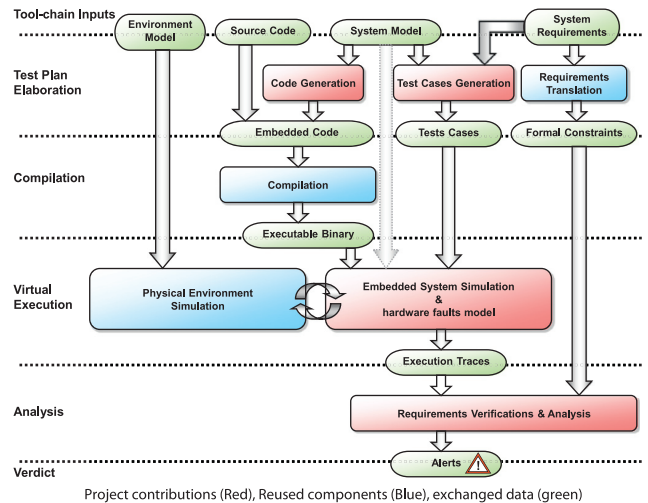 Tool-chain Inputs
Environment
Model
Source Code
System Model
System
Requirements
Test Plan
Elaboration
Code Generation
Test Cases Generation
Requirements
Translation
Embedded Code
Tests Cases
Formal Constraints
Compilation
Compilation
Executable Binary
Virtual
Execution
Physical Environment
Simulation
Embedded System Simulation
&
hardware faults model
Execution Traces
Analysis
Requirements Verifications & Analysis
Alerts
Verdict
Project contributions (Red), Reused components (Blue), exchanged data (green)